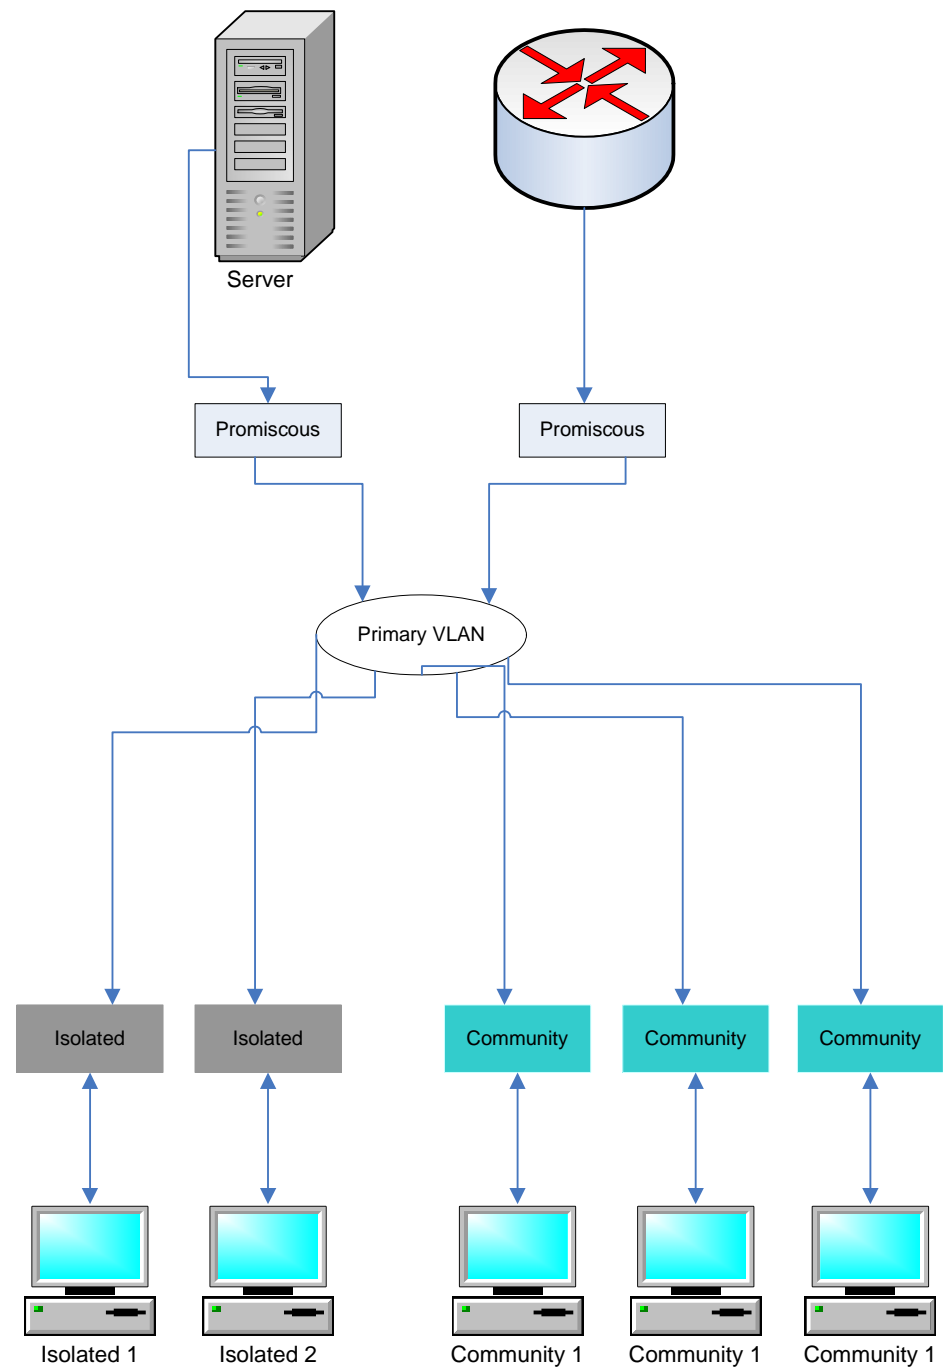 Server
Promiscous
Promiscous
Primary VLAN
Isolated
Isolated
Community
Community
Community
Isolated 1
Isolated 2
Community 1
Community 1
Community 1